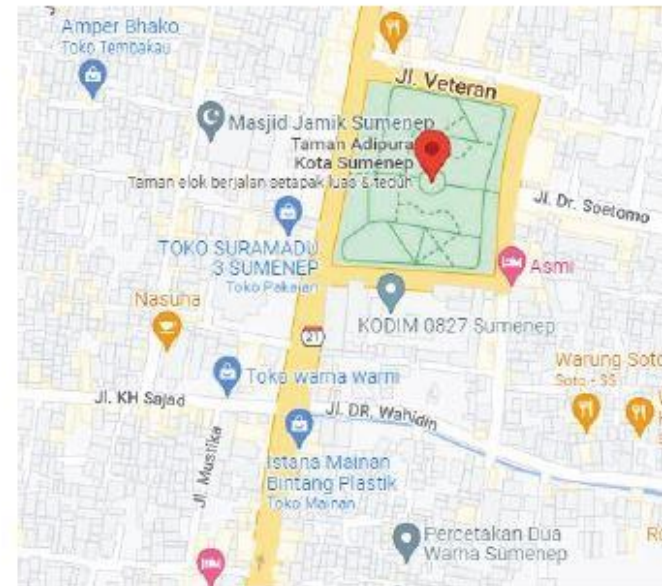 Amper Bhako
Toko Tembakau
Jl. Veteran
Masjid Jamik Sumenep
Taman Adipura
Kota Sumenep
Taman elok berjalan setapak luas & teduh
Jl. Dr. Soetomo
TOKO SURAMADU
3 SUMENEP
Toko Pakaian
Asmi
Nasuha
KODIM 0827 Sumenep
21
Warung Soto
Soto - $$
Toko warna warni
Jl. KH Sajad
Jl. DR. Wahidin
Jl. Mustika
Istana Mainan
Bintang Plastik
Toko Mainan
Percetakan Dua
Warna Sumenep